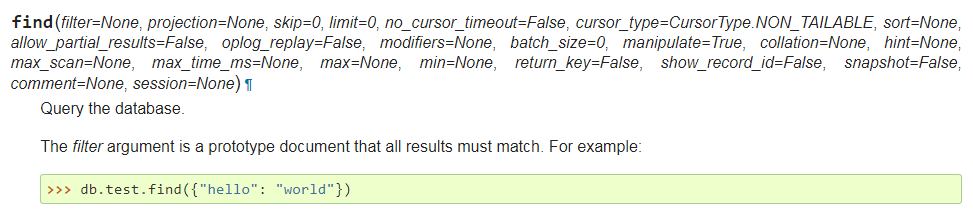 find(filter=None, projection=None, skip=0, limit=0, no_cursor_timeout=False, cursor_type=CursorType.NON_TAILABLE, sort=None,
allow_partial_results=False, oplog_replay=False, modifiers=None, batch_size=0, manipulate=True, collation=None, hint=None,
max_scan=None, max_time_ms=None, max=None, min=None, return_key=False, show_record_id=False, snapshot=False,
comment=None, session=None) ¶
Query the database.
The filter argument is a prototype document that all results must match. For example:
>>> db.test.find({"hello": "world"})